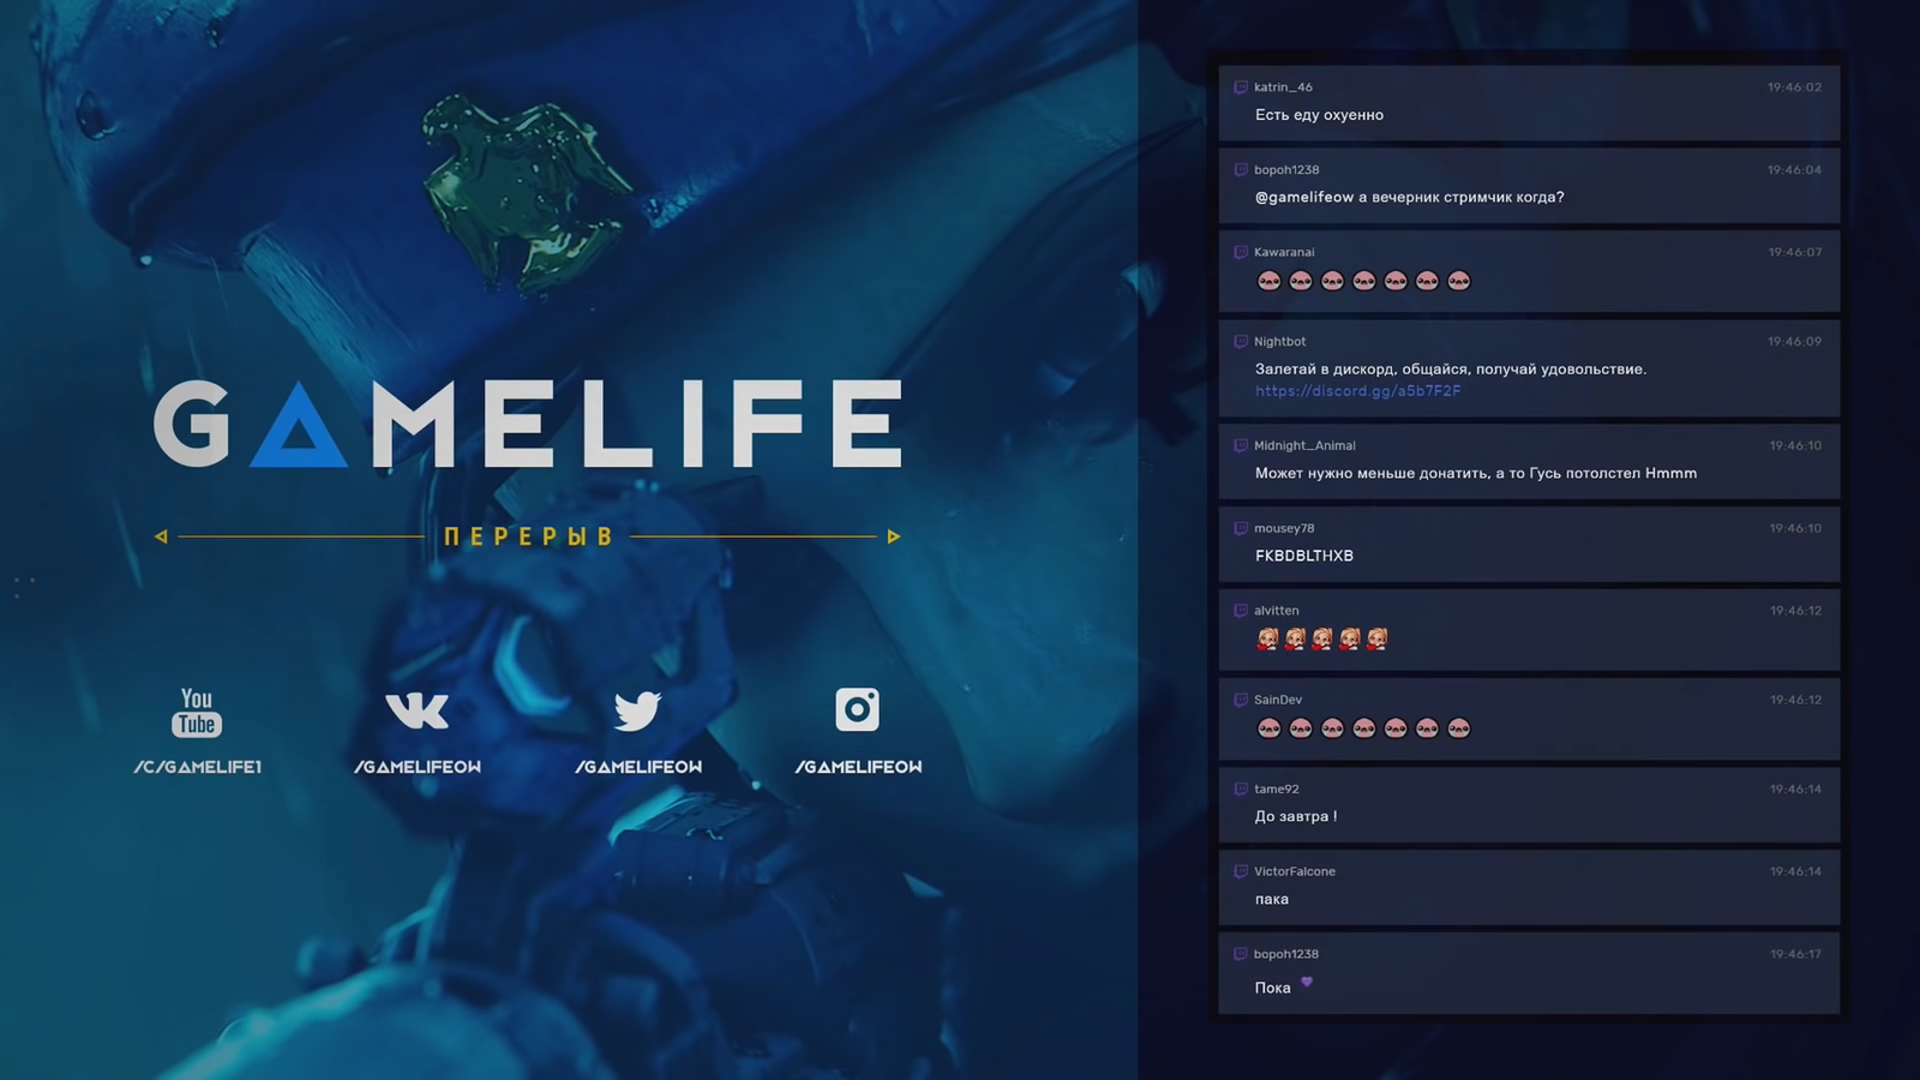 GAMELIFE
ПЕРЕРЫВ
You
Tube
/C/GAMELIFE1
/GAMELIFEOW
/GAMELIFEOW
/GAMELIFEOW
katrin_46 19:46:02
Есть еду охуенно
bopoh1238 19:46:04
@gamelifeow а вечерник стримчик когда?
Kawaranai 19:46:07
Nightbot 19:46:09
Залетай в дискорд, общайся, получай удовольствие.
https://discord.gg/a5b7F2F
Midnight_Animal 19:46:10
Может нужно меньше донатить, а то Гусь потолстел Hmmm
mousey78 19:46:10
FKBDBLTHXB
alvitten 19:46:12
SainDev 19:46:12
tame92 19:46:14
До завтра !
VictorFalcone 19:46:14
пака
bopoh1238 19:46:17
Пока